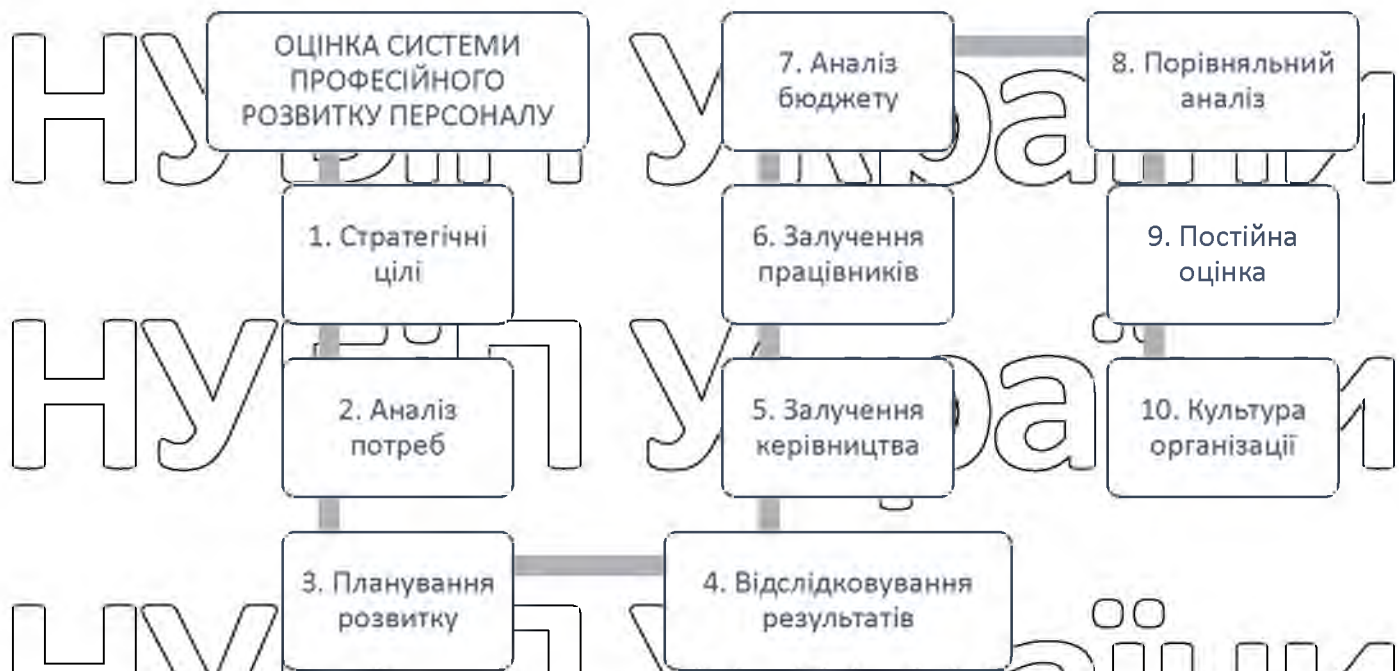 ОЦІНКА СИСТЕМИ
ПРОФЕСІЙНОГО
РОЗВИТКУ ПЕРСОНАЛУ
1. Стратегічні
цілі
2. Аналіз
потреб
3. Планування
розвитку
4. Відслідковування
результатів
5. Залучення
керівництва
6. Залучення
працівників
7. Аналіз
бюджету
8. Порівняльний
аналіз
9. Постійна
оцінка
10. Культура
організації